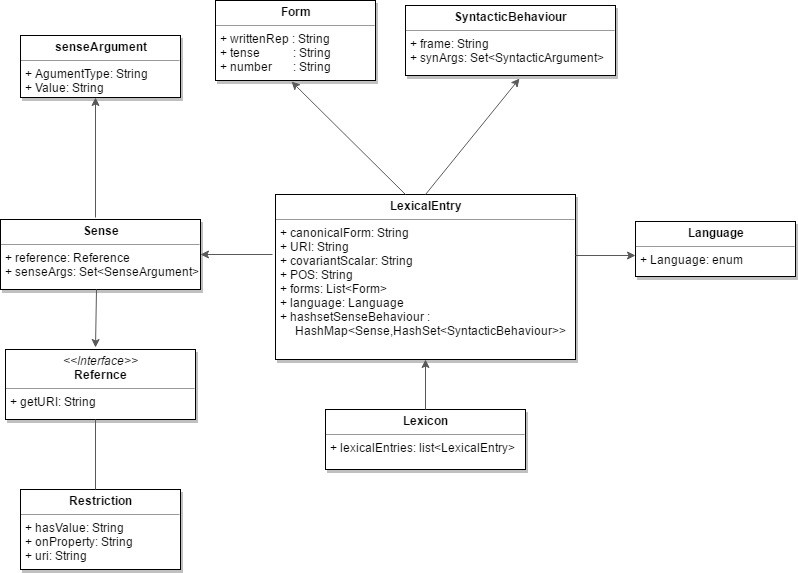 Form
+ writtenRep : String
+ tense : String
+ number : String
SyntacticBehaviour
+ frame: String
+ synArgs: Set<SyntacticArgument>
senseArgument
+ AgumentType: String
+ Value: String
LexicalEntry
+ canonicalForm: String
+ URI: String
+ covariantScalar: String
+ POS: String
+ forms: List<Form>
+ language: Language
+ hashsetSenseBehaviour :
HashMap<Sense,HashSet<SyntacticBehaviour>>
Sense
+ reference: Reference
+ senseArgs: Set<SenseArgument>
Language
+ Language: enum
<<Interface>>
Refernce
+ getURI: String
Lexicon
+ lexicalEntries: list<LexicalEntry>
Restriction
+ hasValue: String
+ onProperty: String
+ uri: String